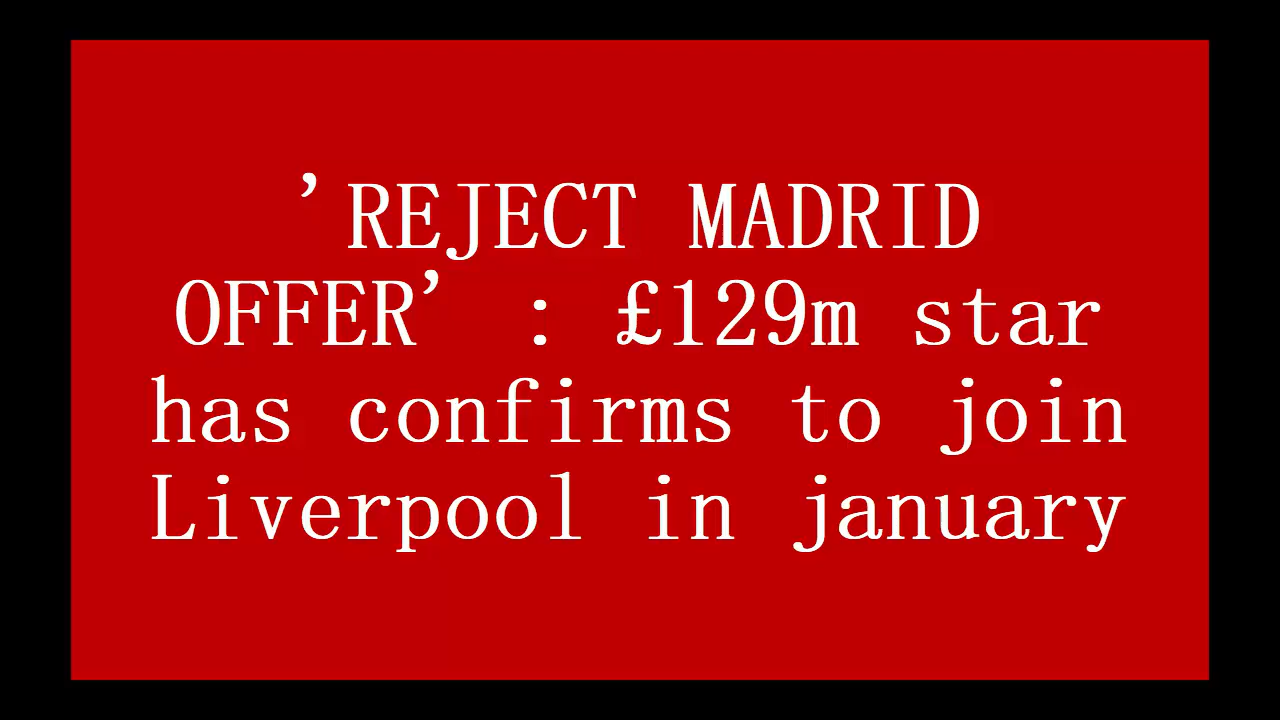 ’REJECT MADRID
OFFER’ : £129m star
has confirms to join
Liverpool in january